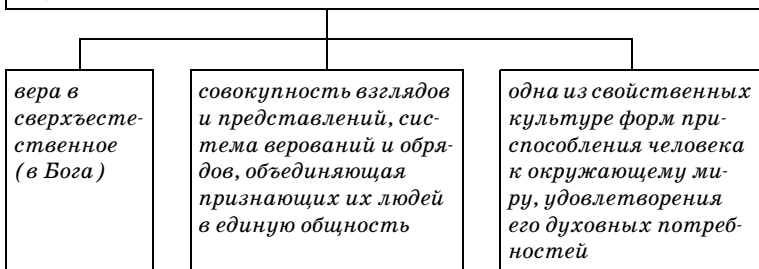 вера в
сверхъесте-
ственное
(в Бога)
совокупность взглядов
и представлений, сис-
тема верований и обря-
дов, объединяющая
признающих их людей
в единую общность
одна из свойственных
культуре форм при-
способления человека
к окружающему ми-
ру, удовлетворения
его духовных потреб-
ностей